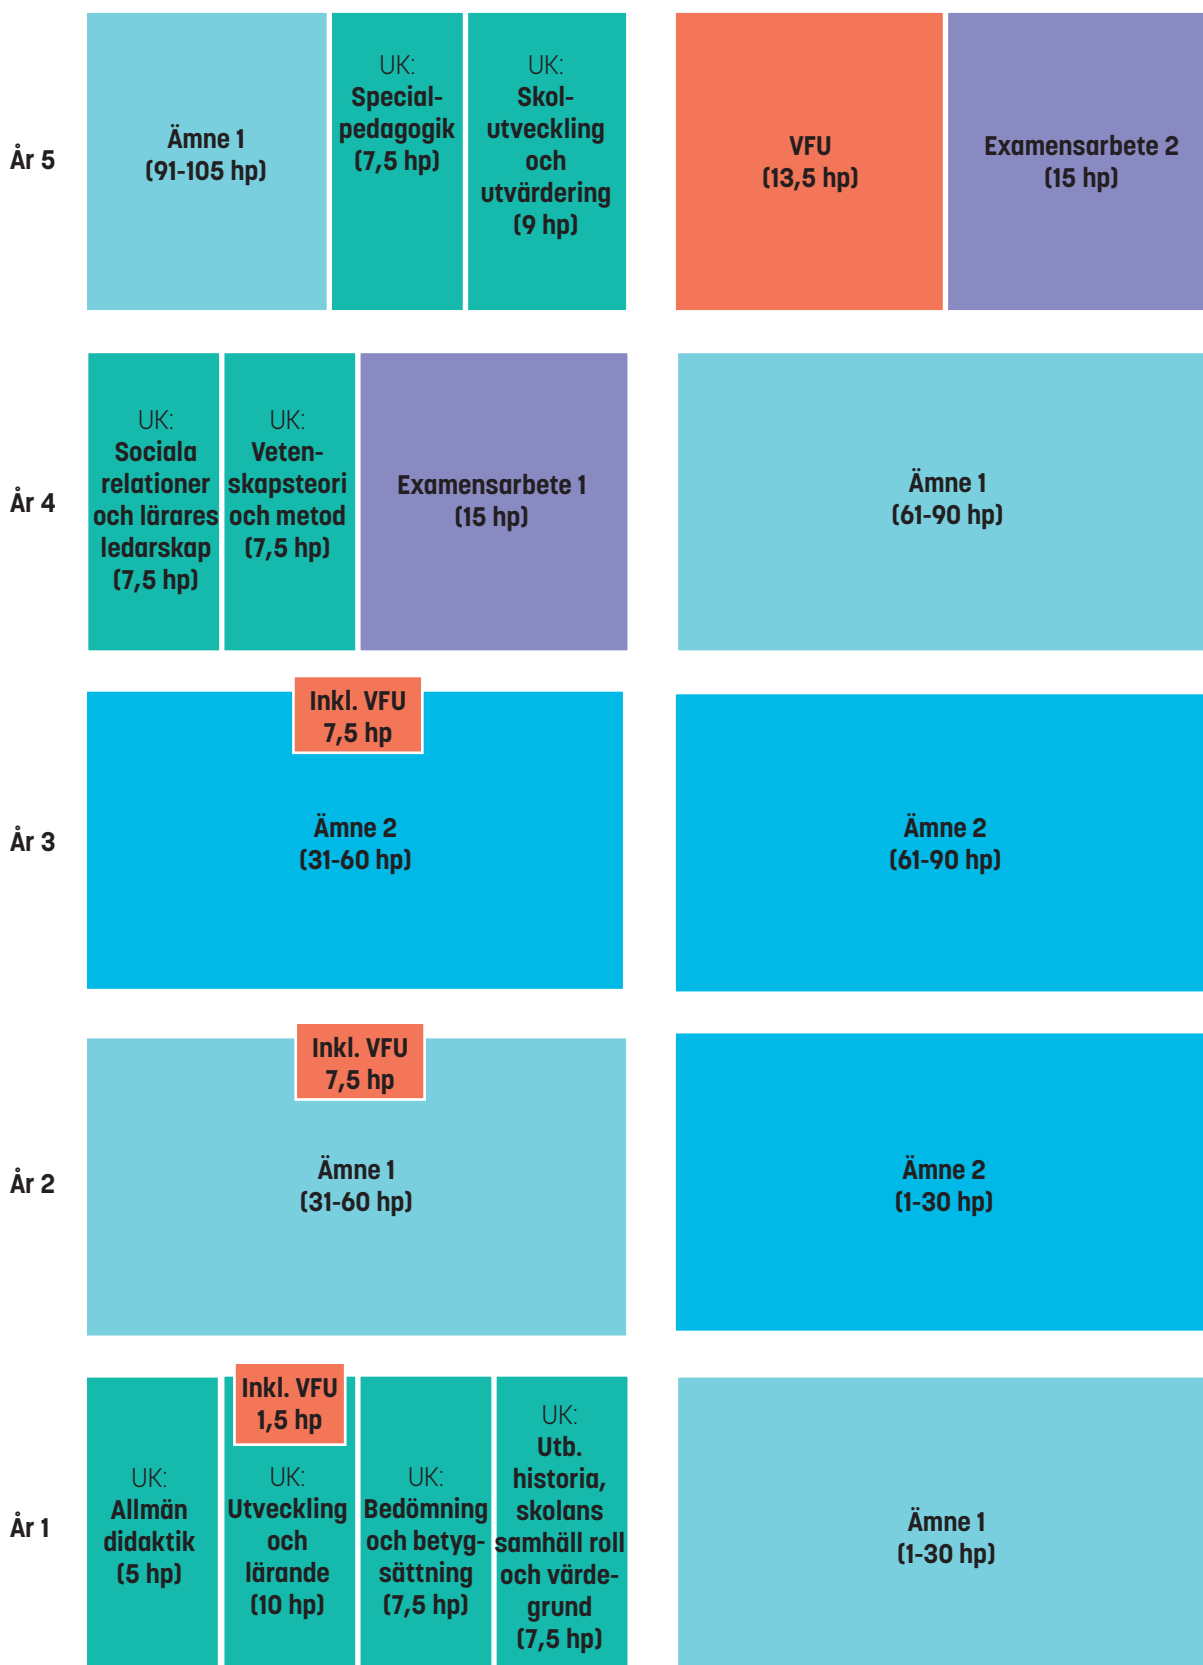 År 5
Ämne 1
(91-105 hp)
UK:
Special-
pedagogik
(7,5 hp)
UK:
Skol-
utveckling
och
utvärdering
(9 hp)
VFU
(13,5 hp)
Examensarbete 2
(15 hp)
År 4
UK:
Sociala
relationer
och lärares
ledarskap
(7,5 hp)
UK:
Veten-
skapsteori
och metod
(7,5 hp)
Examensarbete 1
(15 hp)
Ämne 1
(61-90 hp)
År 3
Inkl. VFU
7,5 hp
Ämne 2
(31-60 hp)
Ämne 2
(61-90 hp)
År 2
Inkl. VFU
7,5 hp
Ämne 1
(31-60 hp)
Ämne 2
(1-30 hp)
År 1
UK:
Allmän
didaktik
(5 hp)
Inkl. VFU
1,5 hp
UK:
Utveckling
och
lärande
(10 hp)
UK:
Bedömning
och betyg-
sättning
(7,5 hp)
UK:
Utb.
historia,
skolans
samhäll roll
och värde-
grund
(7,5 hp)
Ämne 1
(1-30 hp)